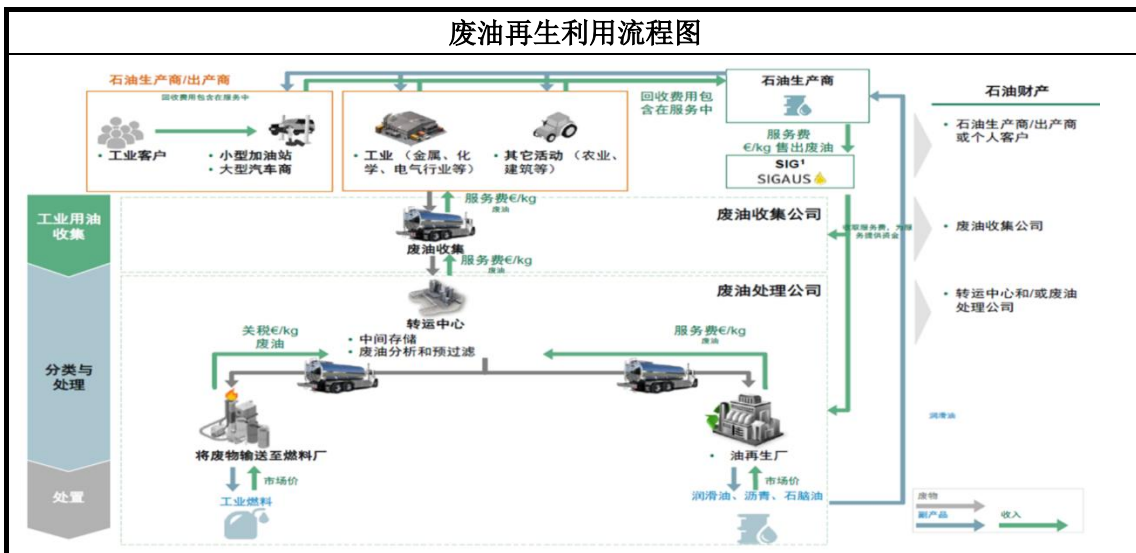 废油再生利用流程图
石油生产商/出产商
回收费用包含在服务中
• 工业客户
• 小型加油站
• 大型汽车商
• 工业（金属、化
学、电气行业等）
• 其它活动（农业、
建筑等）
回收费用包
含在服务中
石油生产商
服务费
€/kg 售出废油
SIG¹
SIGAUS
石油财产
• 石油生产商/出产商
或个人客户
• 废油收集公司
• 转运中心和/或废油
处理公司
工业用油
收集
服务费€/kg
废油
废油收集公司
废油收集
收取服务费，为服
务提供资金
服务费€/kg
废油
分类与
处理
废油处理公司
转运中心
• 中间存储
• 废油分析和预过滤
关税€/kg
废油
服务费€/kg
废油
将废物输送至燃料厂
• 油再生厂
润滑油
处置
市场价
工业燃料
市场价
润滑油、沥青、石脑油
废物
副产品
收入